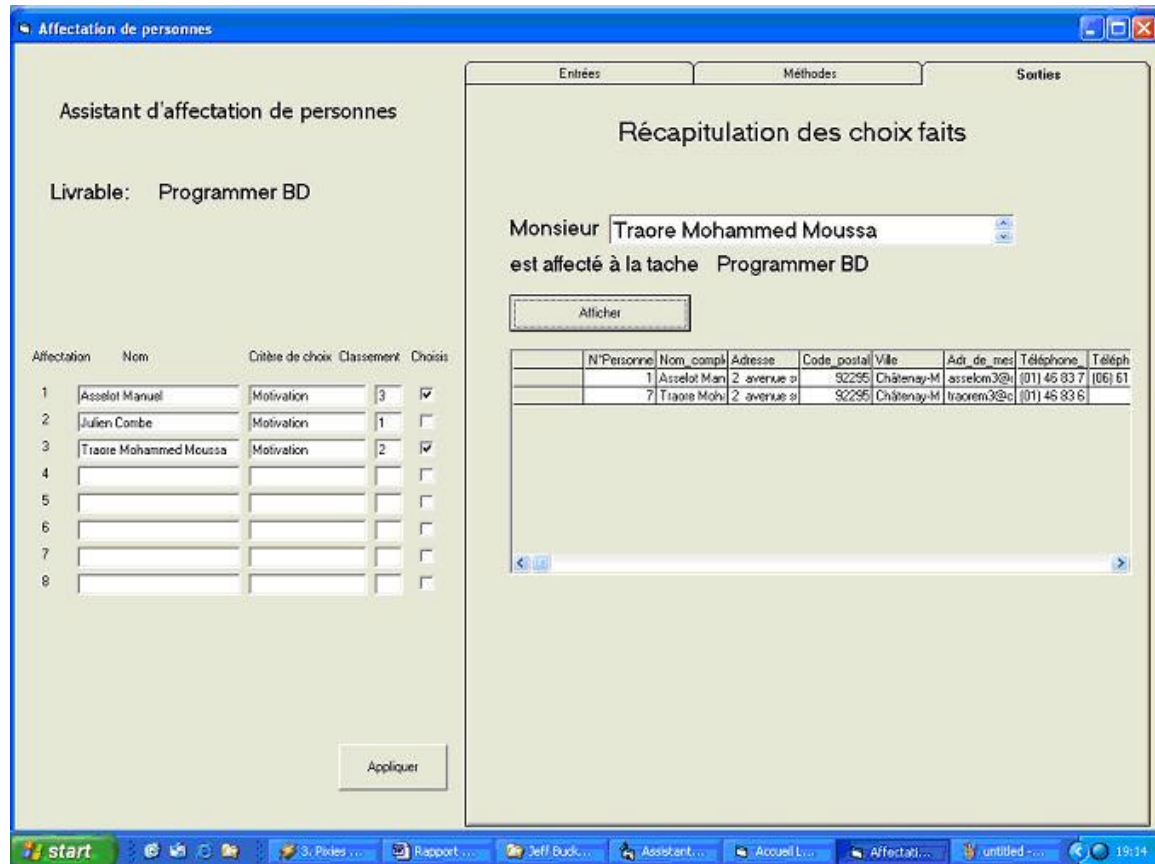 Affectation de personnes
Entrées Méthodes Sorties
Assistant d'affectation de personnes
Récapitulation des choix faits
Livrable: Programmer BD
Monsieur Traore Mohammed Moussa
est affecté à la tache Programmer BD
Afficher
Affectation Nom Critère de choix Classement Choisis
1 Asselot Manuel Motivation 3
2 Julien Combe Motivation 1
3 Traore Mohammed Moussa Motivation 2
4
5
6
7
8
N°Personne Nom_compl Adresse Code_postal Ville Adr_de_mes Téléphone_ Téléph
1 Asselot Man 2 avenue 92295 Châtenay-M asselom3@ (01) 46 83 7 (06) 61
7 Traore Moh 2 avenue 92295 Châtenay-M traorem3@c (01) 46 83 6
Appliquer
start 3. Pixies ... Rapport ... Jeff Buck... Assistant... Accueil L... Affectati... untitled -... 19:14